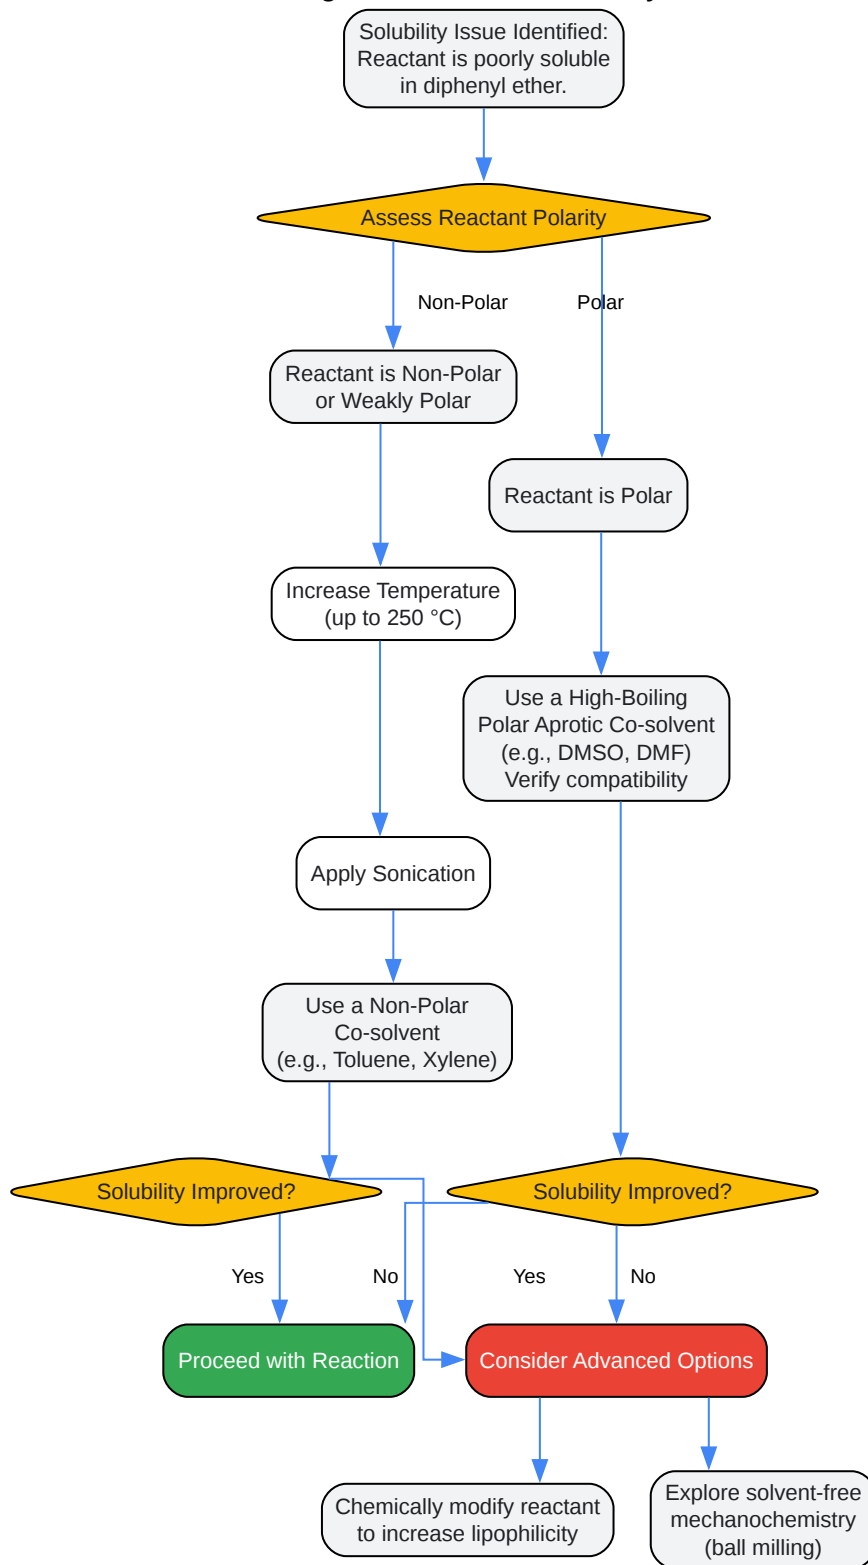 Solubility Issue Identified:
Reactant is poorly soluble
in diphenyl ether.
Assess Reactant Polarity
Non-Polar
Polar
Reactant is Non-Polar
or Weakly Polar
Reactant is Polar
Increase Temperature
(up to 250 °C)
Use a High-Boiling
Polar Aprotic Co-solvent
(e.g., DMSO, DMF)
Verify compatibility
Apply Sonication
Use a Non-Polar
Co-solvent
(e.g., Toluene, Xylene)
Solubility Improved?
Solubility Improved?
Yes
No
Yes
No
Proceed with Reaction
Consider Advanced Options
Chemically modify reactant
to increase lipophilicity
Explore solvent-free
mechanochemistry
(ball milling)